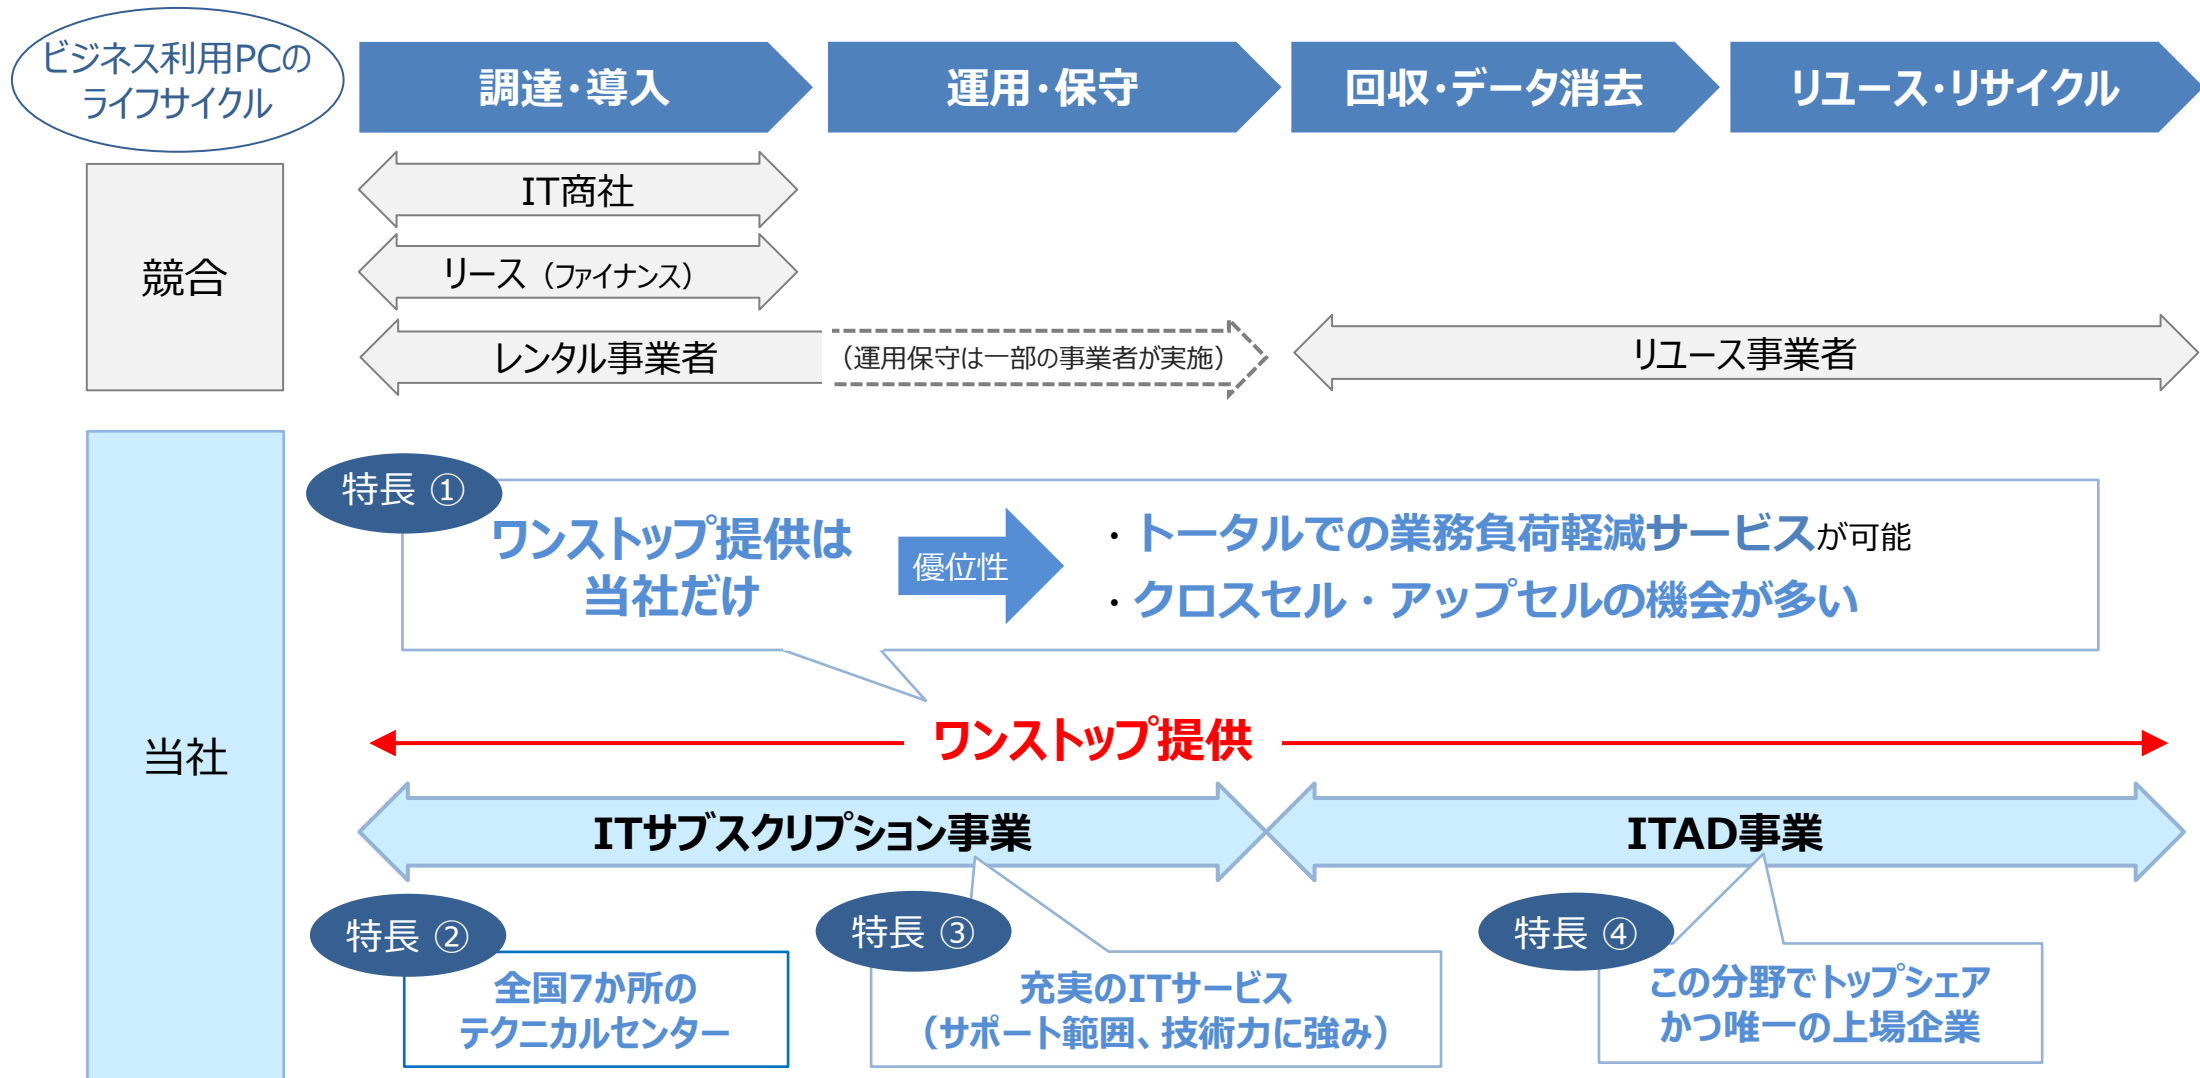 ビジネス利用PCの
ライフサイクル
調達・導入
運用・保守
回収・データ消去
リユース・リサイクル
競合
IT商社
リース（ファイナンス）
レンタル事業者
（運用保守は一部の事業者が実施）
リユース事業者
当社
特長 ①
ワンストップ提供は
当社だけ
優位性
・トータルでの業務負荷軽減サービスが可能
・クロスセル・アップセルの機会が多い
ワンストップ提供
ITサブスクリプション事業
ITAD事業
特長 ②
全国7か所の
テクニカルセンター
特長 ③
充実のITサービス
（サポート範囲、技術力に強み）
特長 ④
この分野でトップシェア
かつ唯一の上場企業